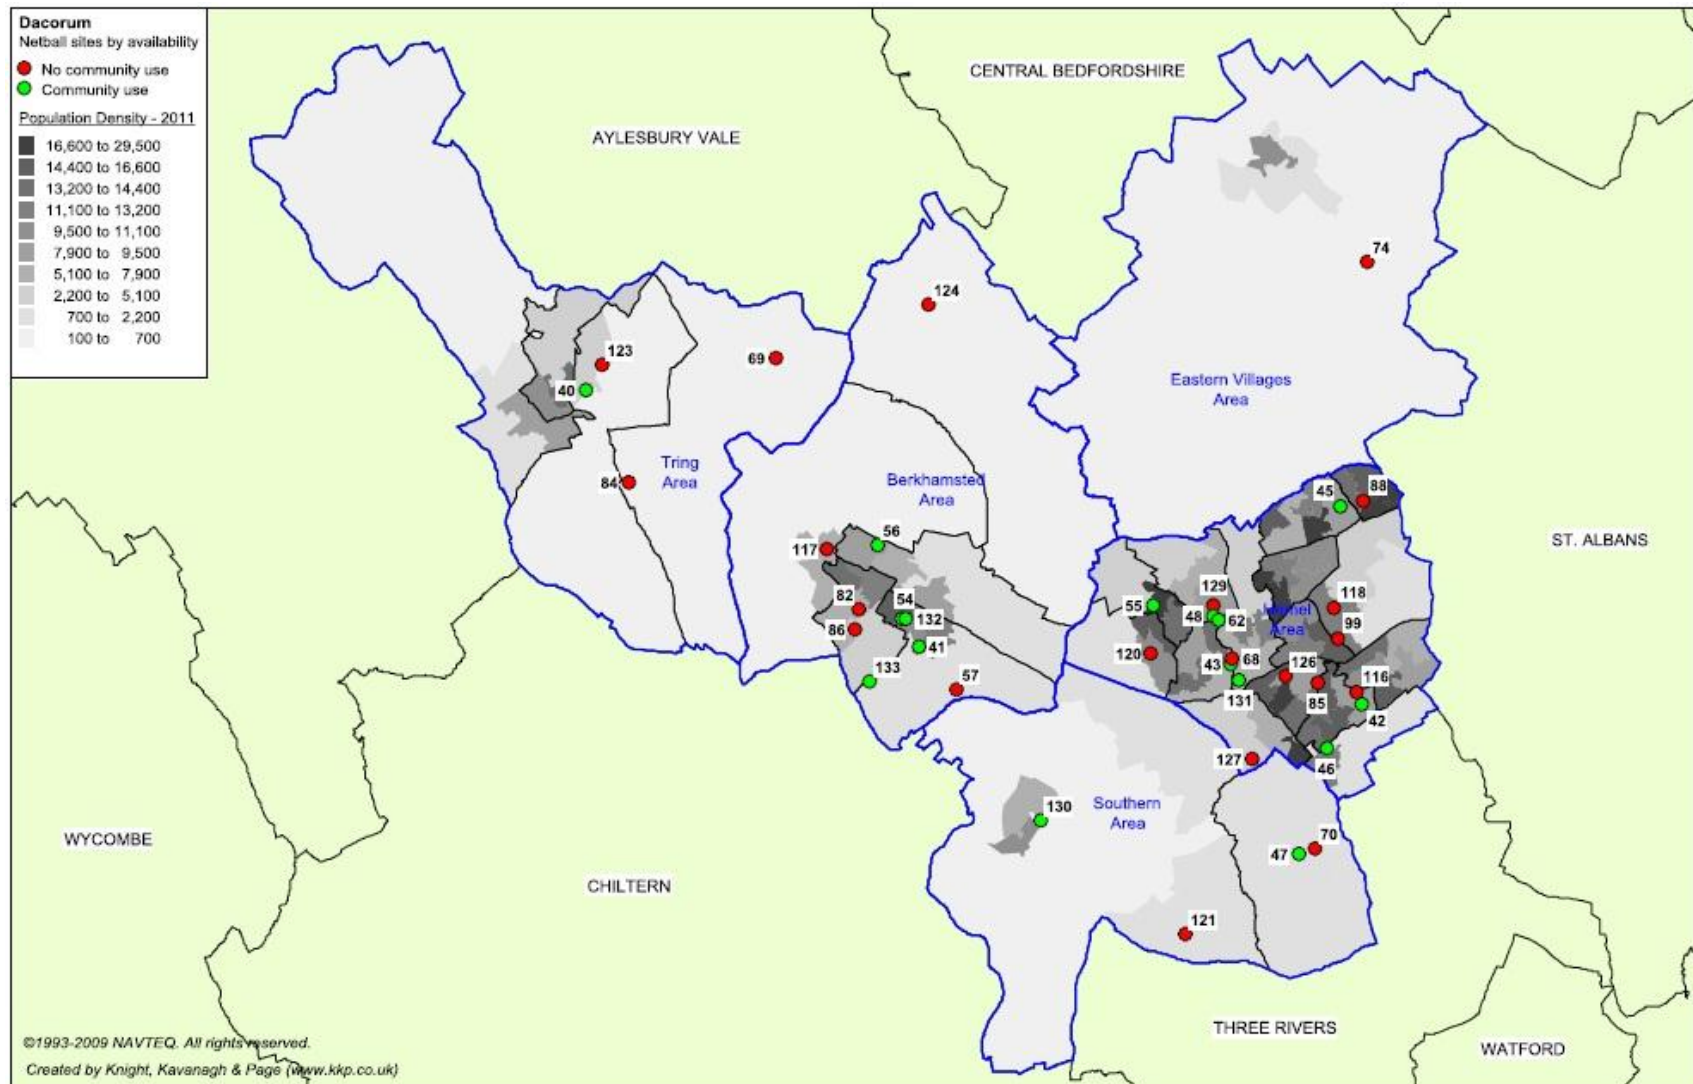 Dacorum
Netball sites by availability
No community use
Community use
Population Density - 2011
16,600 to 29,500
14,400 to 16,600
13,200 to 14,400
11,100 to 13,200
9,500 to 11,100
7,900 to 9,500
5,100 to 7,900
2,200 to 5,100
700 to 2,200
100 to 700
CENTRAL BEDFORDSHIRE
AYLESBURY VALE
74
124
123
69
40
Eastern Villages
Area
Tring
Area
84
Berkhamsted
Area
45
88
56
117
ST. ALBANS
82
54
132
86
41
133
57
55
129
48
62
118
Hemel
Area
99
120
43
68
126
116
131
85
42
127
46
130
Southern
Area
WYCOMBE
47
70
CHILTERN
121
THREE RIVERS
WATFORD
©1993-2009 NAVTEQ. All rights reserved.
Created by Knight, Kavanagh & Page (www.kkp.co.uk)